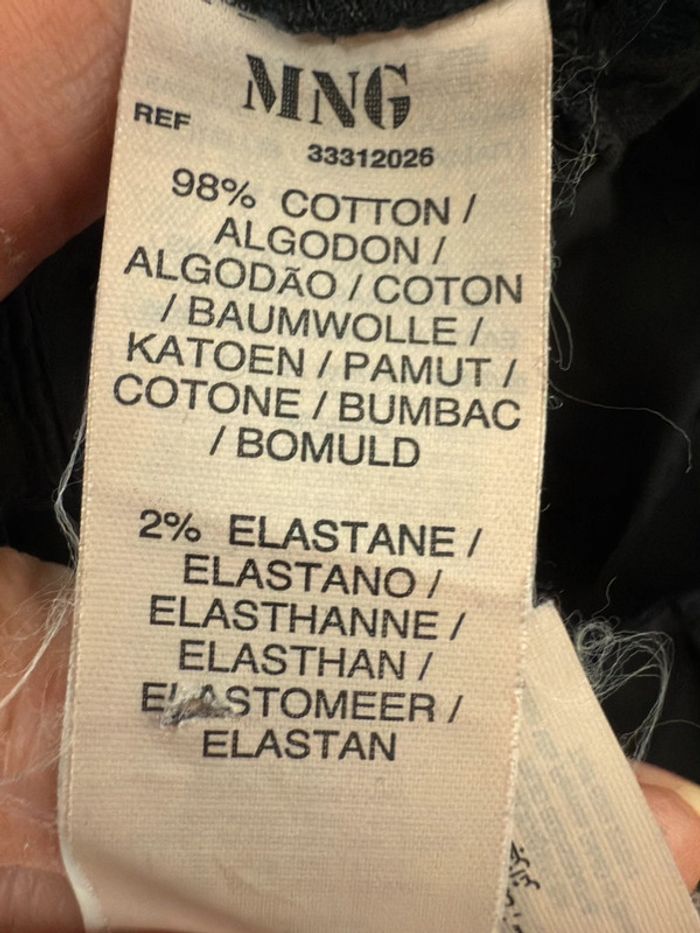 MNG
REF
33312026
98% COTTON /
ALGODON /
ALGODÃO / COTON
/ BAUMWOLLE /
KATOEN / PAMUT /
COTONE / BUMBAC
/ BOMULD
2% ELASTANE /
ELASTANO /
ELASTHANNE /
ELASTHAN /
ELASTOMEER /
ELASTAN